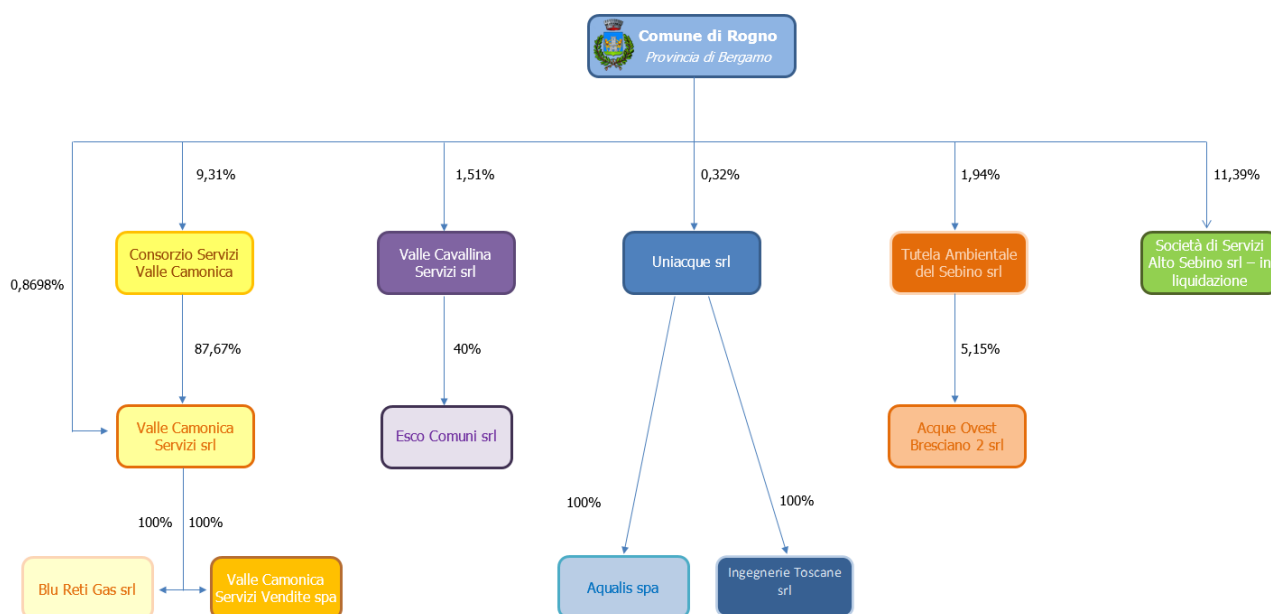 Comune di Rogno
Provincia di Bergamo
9,31%
1,51%
0,32%
1,94%
11,39%
Consorzio Servizi
Valle Camonica
Valle Cavallina
Servizi srl
Uniacque srl
Tutela Ambientale
del Sebino srl
Società di Servizi
Alto Sebino srl – in
liquidazione
0,8698%
87,67%
40%
5,15%
Valle Camonica
Servizi srl
Esco Comuni srl
Acque Ovest
Bresciano 2 srl
100%
100%
100%
100%
Blu Reti Gas srl
Valle Camonica
Servizi Vendite spa
Aqualis spa
Ingegnerie Toscane
srl